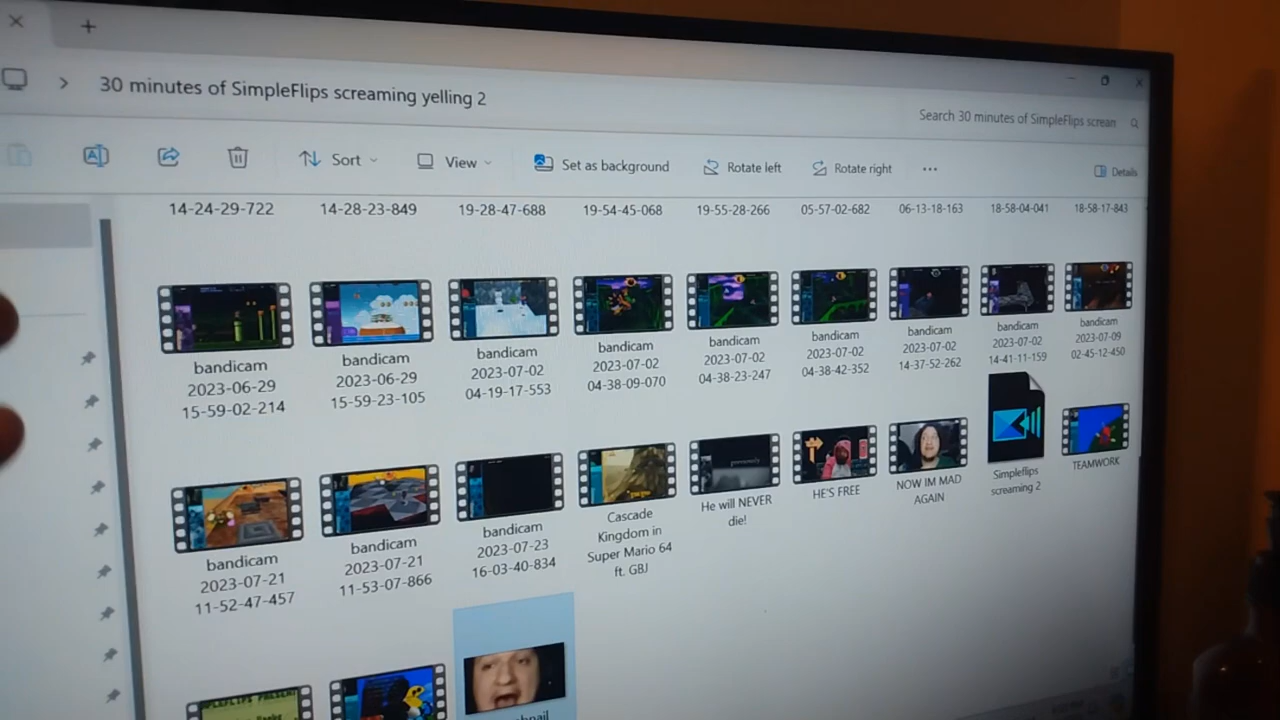 30 minutes of SimpleFlips screaming yelling 2
Search 30 minutes of SimpleFlips screan
Sort
View
Set as background
Rotate left
Rotate right
Details
14-24-29-722
14-28-23-849
19-28-47-688
19-54-45-068
19-55-28-266
05-57-02-682
06-13-18-163
18-58-04-041
18-58-17-843
bandicam
2023-06-29
15-59-02-214
bandicam
2023-06-29
15-59-23-105
bandicam
2023-07-02
04-19-17-553
bandicam
2023-07-02
04-38-09-070
bandicam
2023-07-02
04-38-23-247
bandicam
2023-07-02
04-38-42-352
bandicam
2023-07-02
14-37-52-262
bandicam
2023-07-02
14-41-11-159
bandicam
2023-07-09
02-45-12-450
bandicam
2023-07-21
11-52-47-457
bandicam
2023-07-21
11-53-07-866
bandicam
2023-07-23
16-03-40-834
Cascade
Kingdom in
Super Mario 64
ft. GBJ
He will NEVER
die!
HE'S FREE
NOW IM MAD
AGAIN
Simpleflips
screaming 2
TEAMWORK